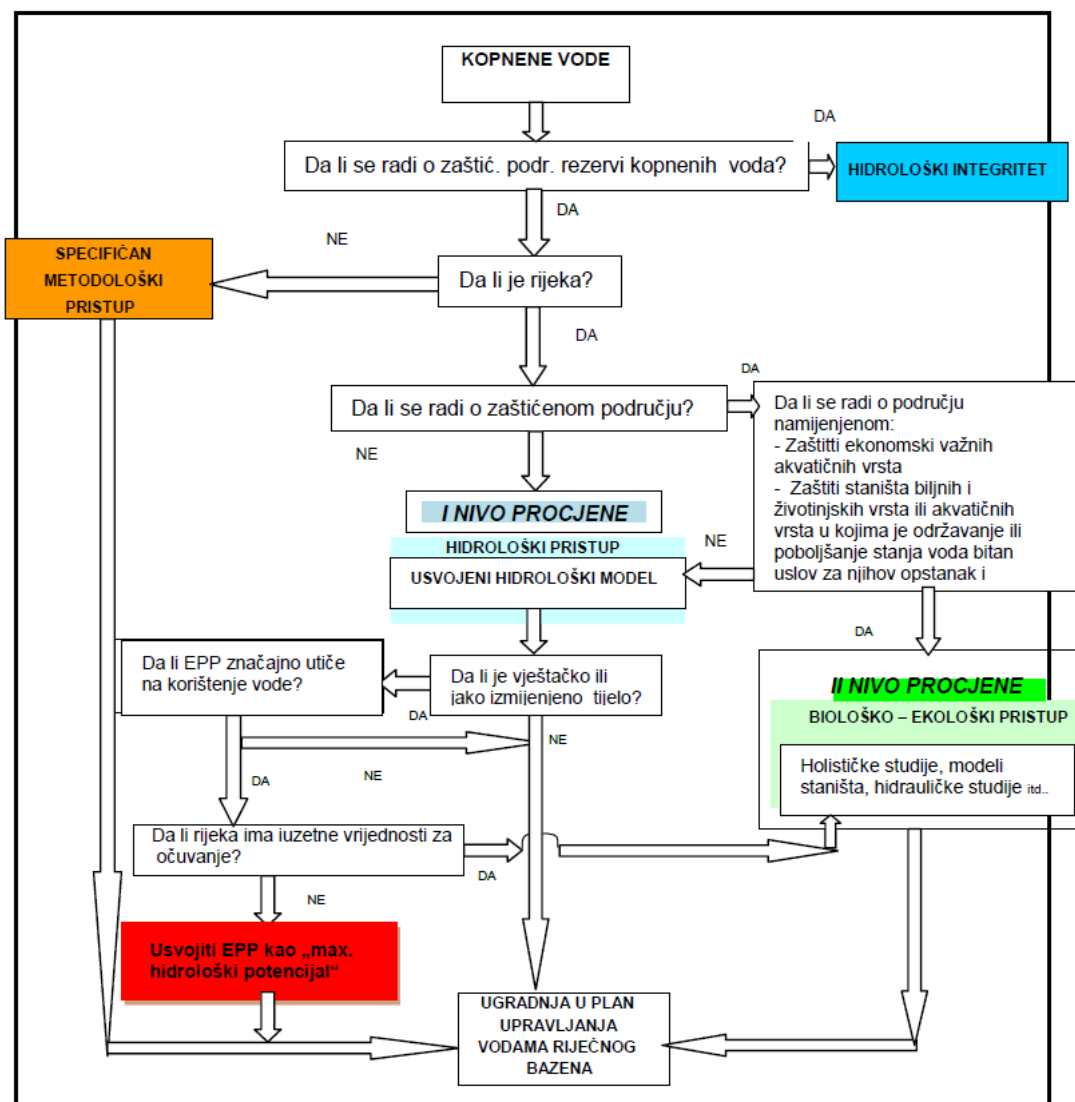 KOPNENE VODE
DA
Da li se radi o zaštić. podr. rezervi kopnenih voda?
HIDROLOŠKI INTEGRITET
DA
NE
SPECIFIČAN
METODOLOŠKI
PRISTUP
Da li je rijeka?
DA
DA
Da li se radi o zaštićenom području?
Da li se radi o području
namijenjenom:
- Zaštitti ekonomski važnih
akvatičnih vrsta
- Zaštiti staništa biljnih i
životinjskih vrsta ili akvatičnih
vrsta u kojima je održavanje ili
poboljšanje stanja voda bitan
uslov za njihov opstanak i
NE
I NIVO PROCJENE
HIDROLOŠKI PRISTUP
USVOJENI HIDROLOŠKI MODEL
NE
DA
Da li EPP značajno utiče
na korištenje vode?
Da li je vještačko ili
jako izmijenjeno tijelo?
DA
NE
II NIVO PROCJENE
BIOLOŠKO – EKOLOŠKI PRISTUP
Holističke studije, modeli
staništa, hidrauličke studije itd..
DA
NE
Da li rijeka ima iuzetne vrijednosti za
očuvanje?
DA
NE
Usvojiti EPP kao „max.
hidrološki potencijal“
UGRADNJA U PLAN
UPRAVLJANJA
VODAMA RIJEČNOG
BAZENA